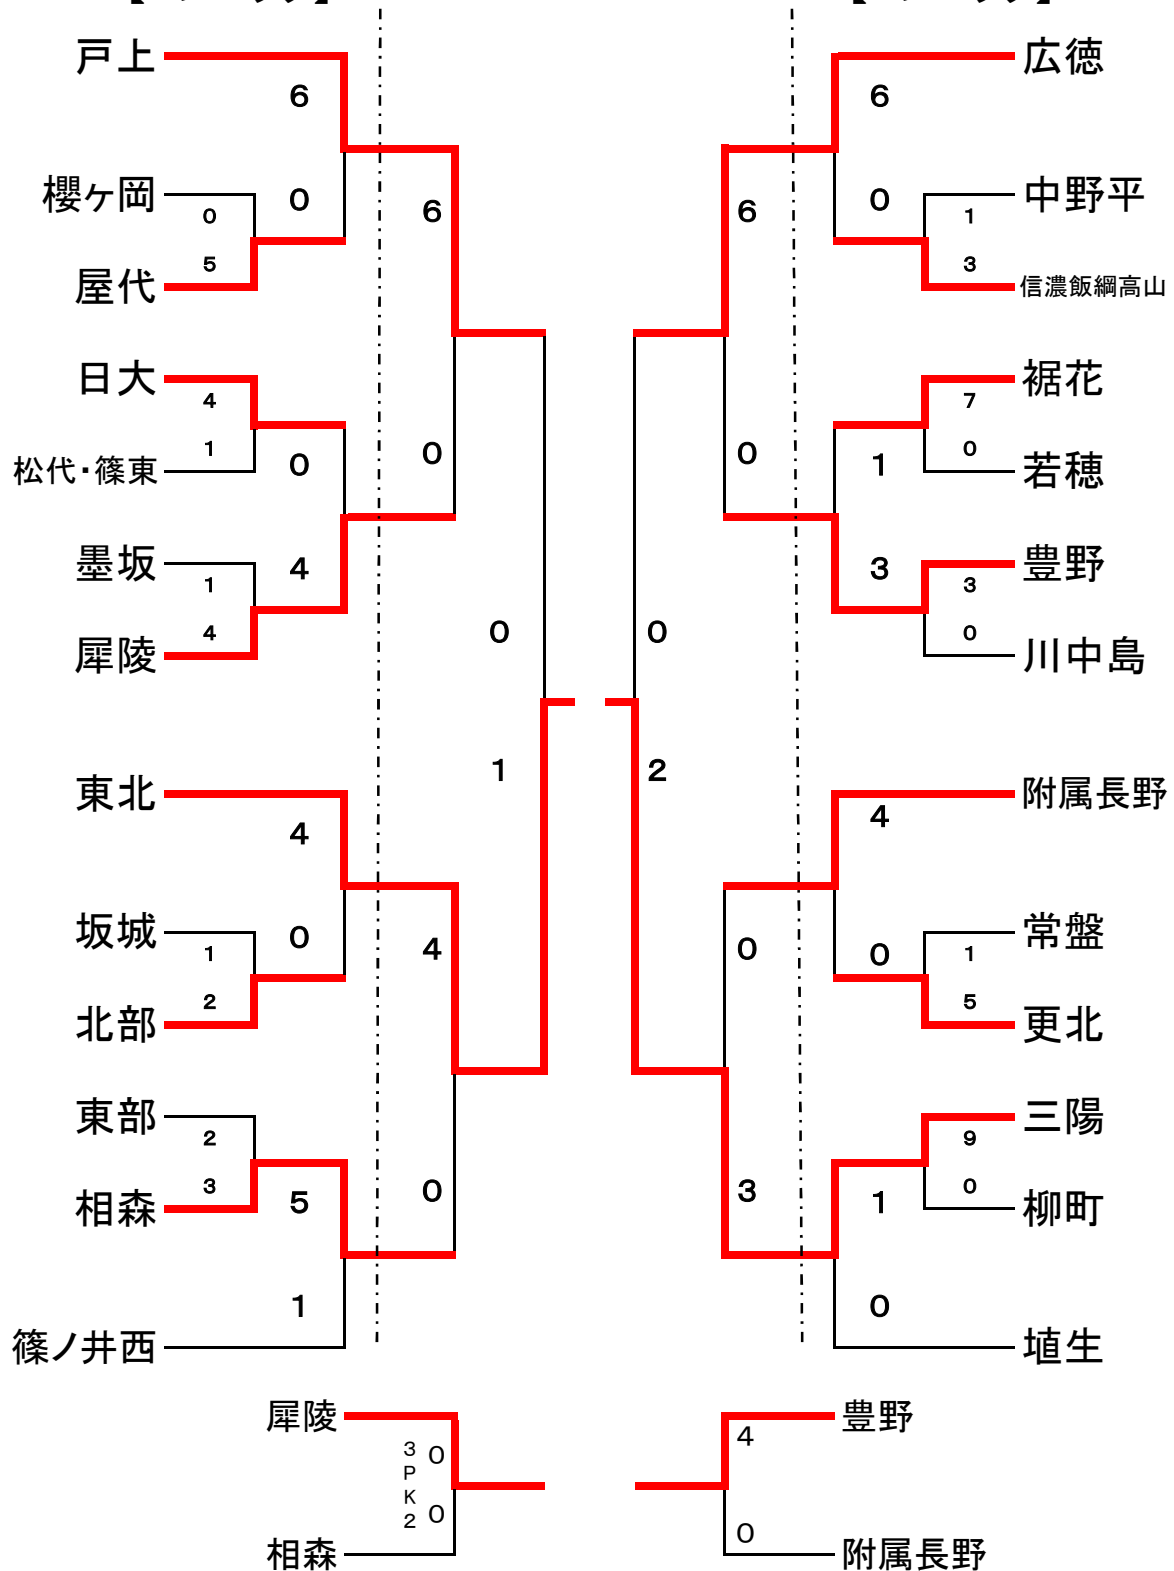 戸上
6
櫻ヶ岡
0
0
5
屋代
6
日大
4
1
松代・篠東
0
0
墨坂
1
4
4
犀陵
0
1
東北
4
坂城
1
0
4
2
北部
東部
2
3
相森
5
0
1
篠ノ井西
広徳
6
中野平
1
0
6
3
信濃飯綱高山
裾花
7
0
0
1
若穂
豊野
3
3
0
川中島
0
2
附属長野
4
常盤
1
0
0
5
更北
三陽
9
0
3
1
柳町
0
埴生
犀陵
3PK2
0
0
相森
豊野
4
0
附属長野